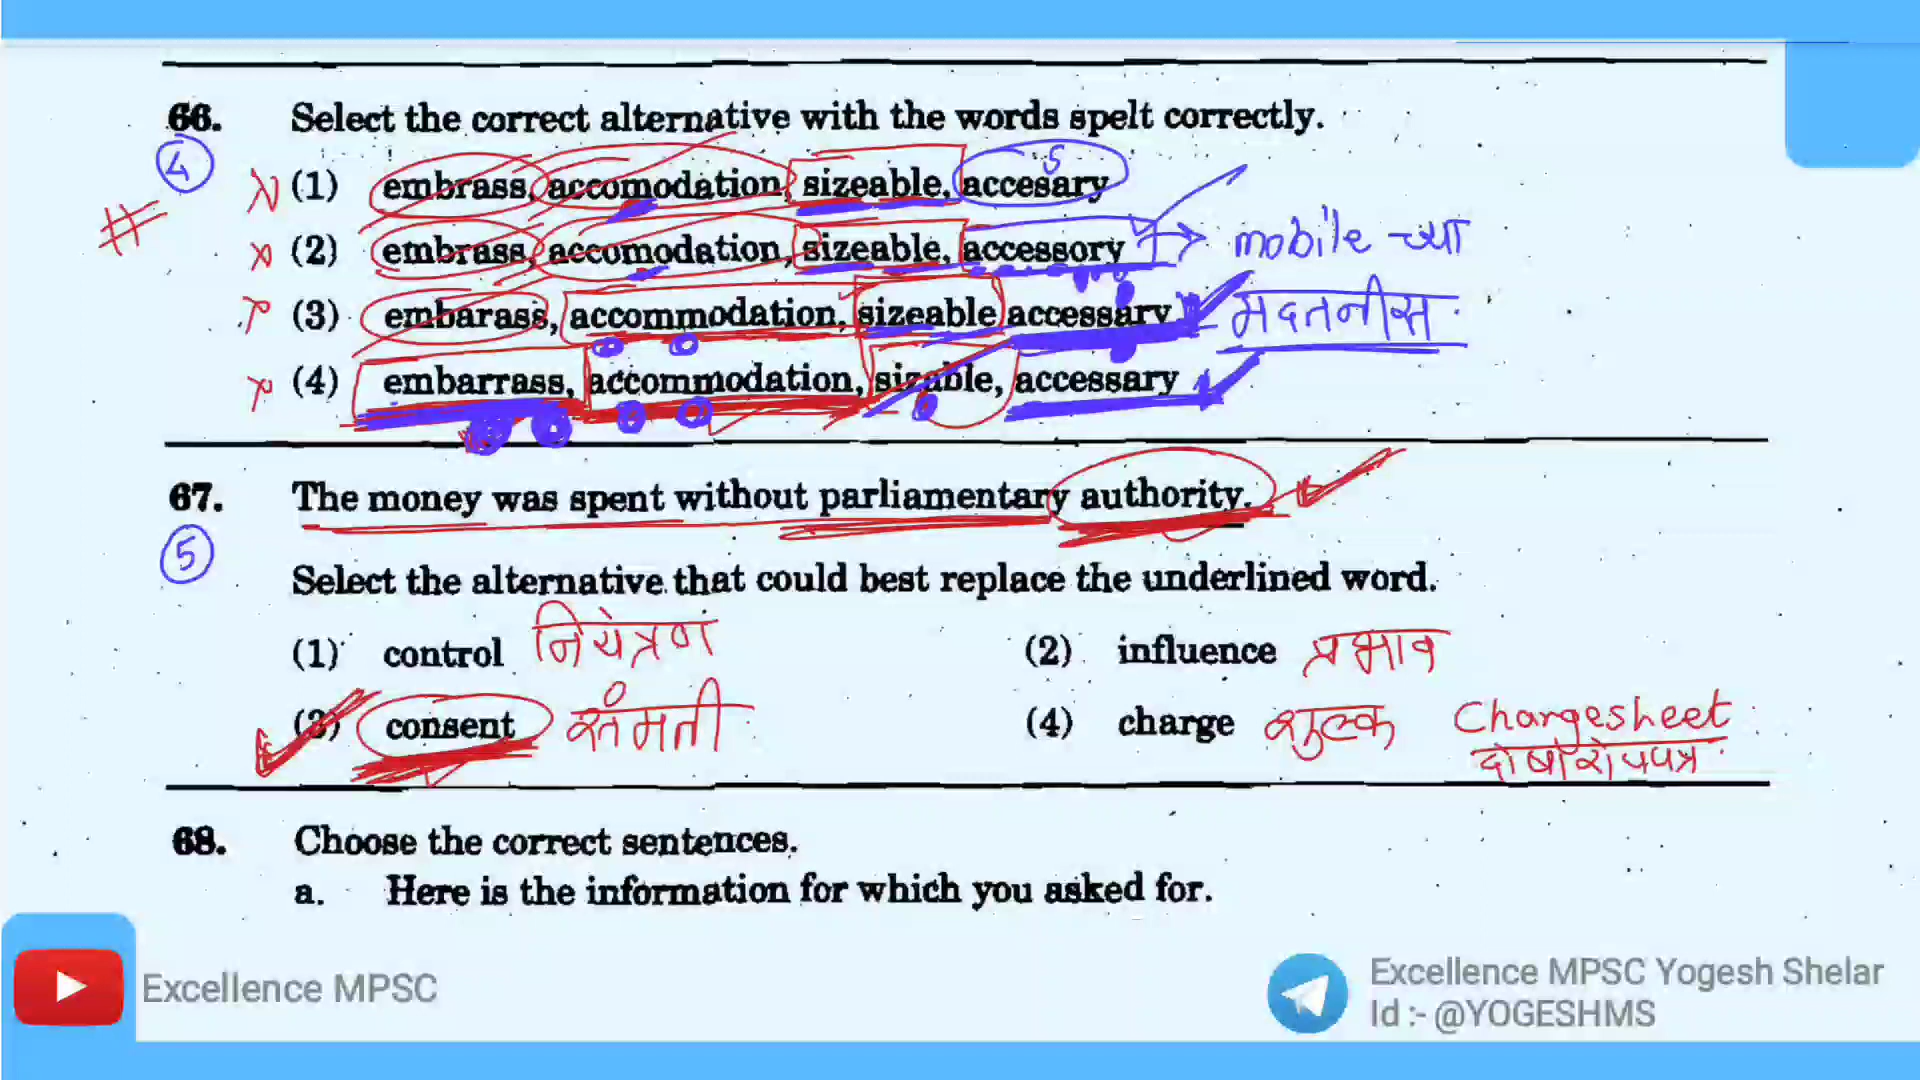 66. Select the correct alternative with the words spelt correctly.
4
(1) embrass, accomodation, sizeable, accesary
s
(2) embrass, accomodation, sizeable, accessory → mobile च्या
(3) embarass, accommodation, sizeable accessary मदतनीस
(4) embarrass, accommodation, sizable, accessary
67. The money was spent without parliamentary authority.
5
Select the alternative that could best replace the underlined word.
(1) control नियंत्रण (2) influence प्रभाव
(3) consent संमती (4) charge शुल्क Chargesheet
दोषारोपपत्र
68. Choose the correct sentences.
a. Here is the information for which you asked for.
Excellence MPSC
Excellence MPSC Yogesh Shelar
Id :- @YOGESHMS